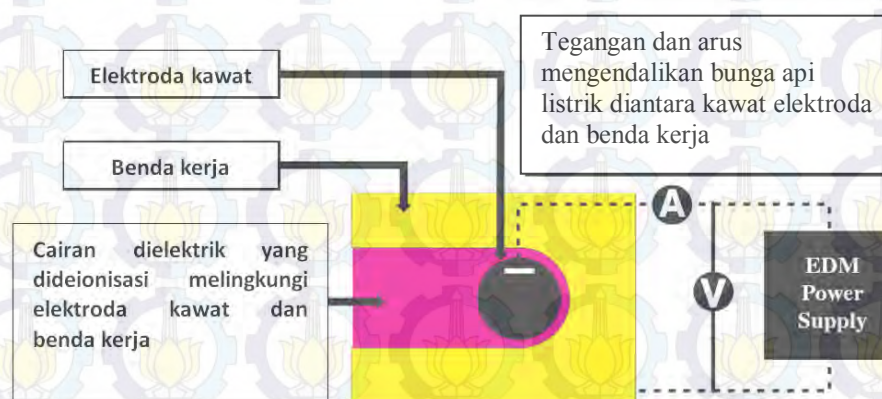 Elektroda kawat
Tegangan dan arus
mengendalikan bunga api
listrik diantara kawat elektroda
dan benda kerja
Benda kerja
Cairan dielektrik yang
dideionisasi melingkungi
elektroda kawat dan
benda kerja
A
V
EDM
Power
Supply